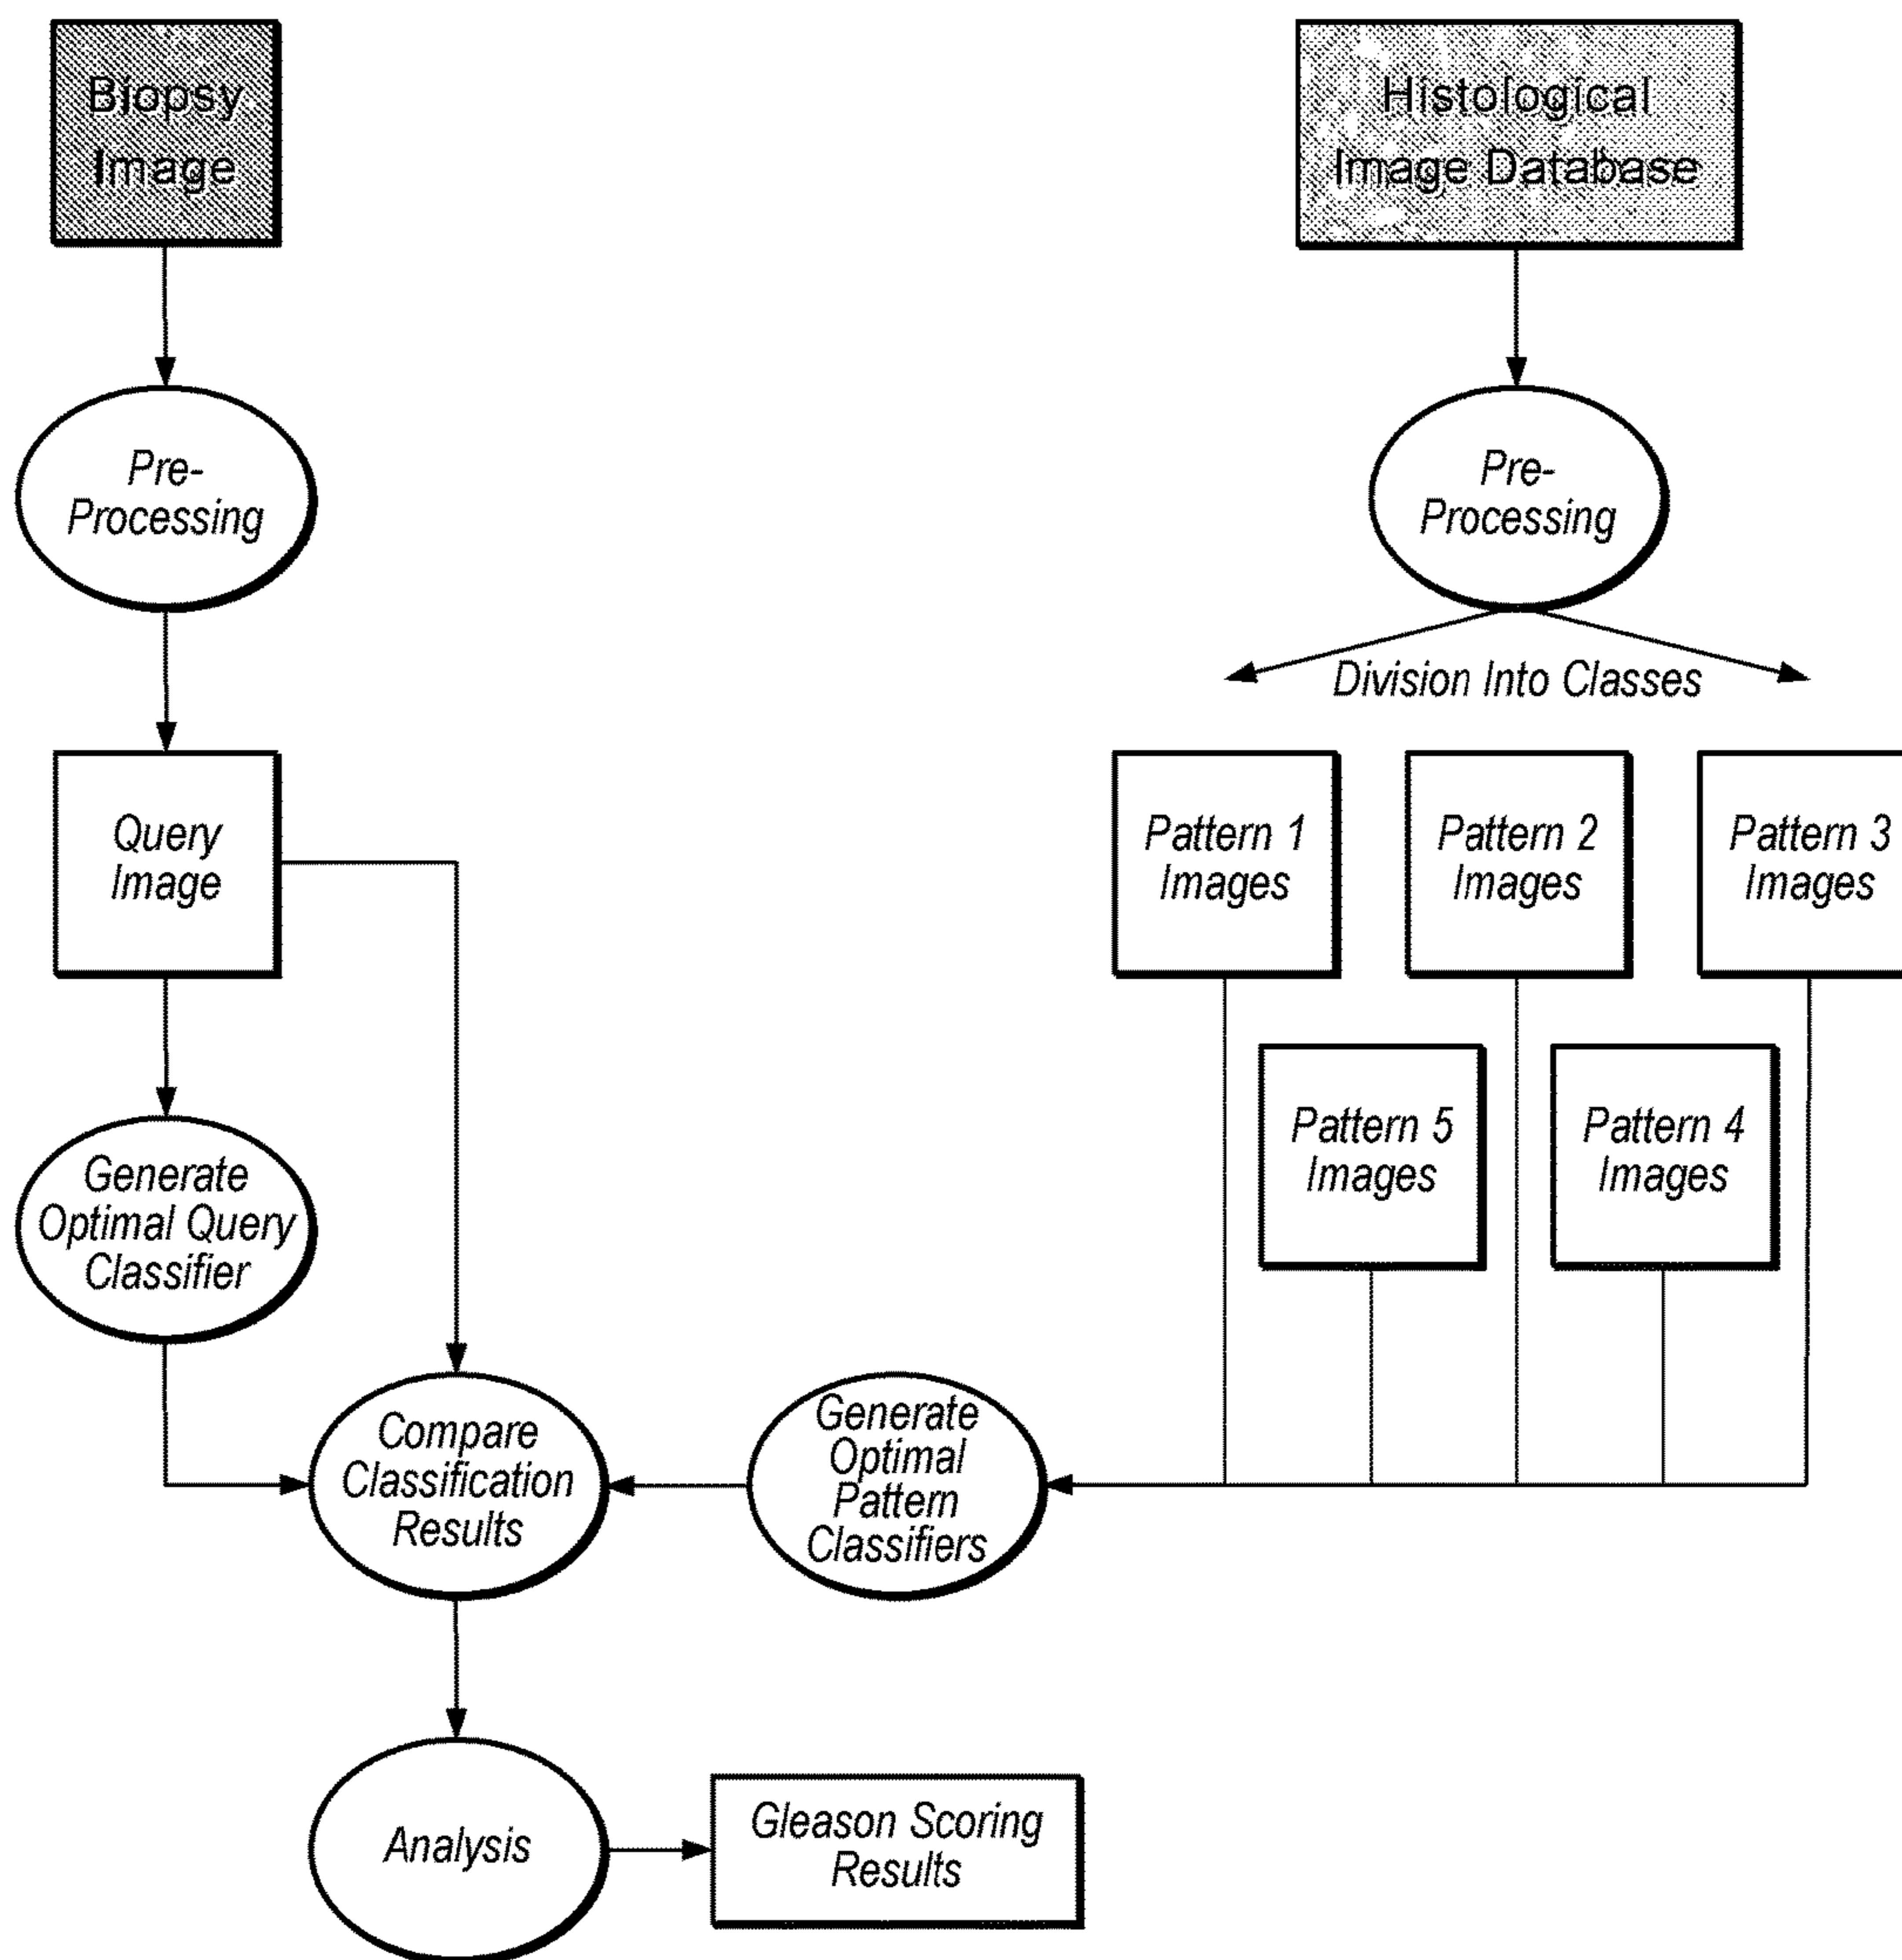 Biopsy
Image
Histological
Image Database
Pre-
Processing
Pre-
Processing
Division Into Classes
Query
Image
Pattern 1
Images
Pattern 2
Images
Pattern 3
Images
Pattern 5
Images
Pattern 4
Images
Generate
Optimal Query
Classifier
Compare
Classification
Results
Generate
Optimal
Pattern
Classifiers
Analysis
Gleason Scoring
Results